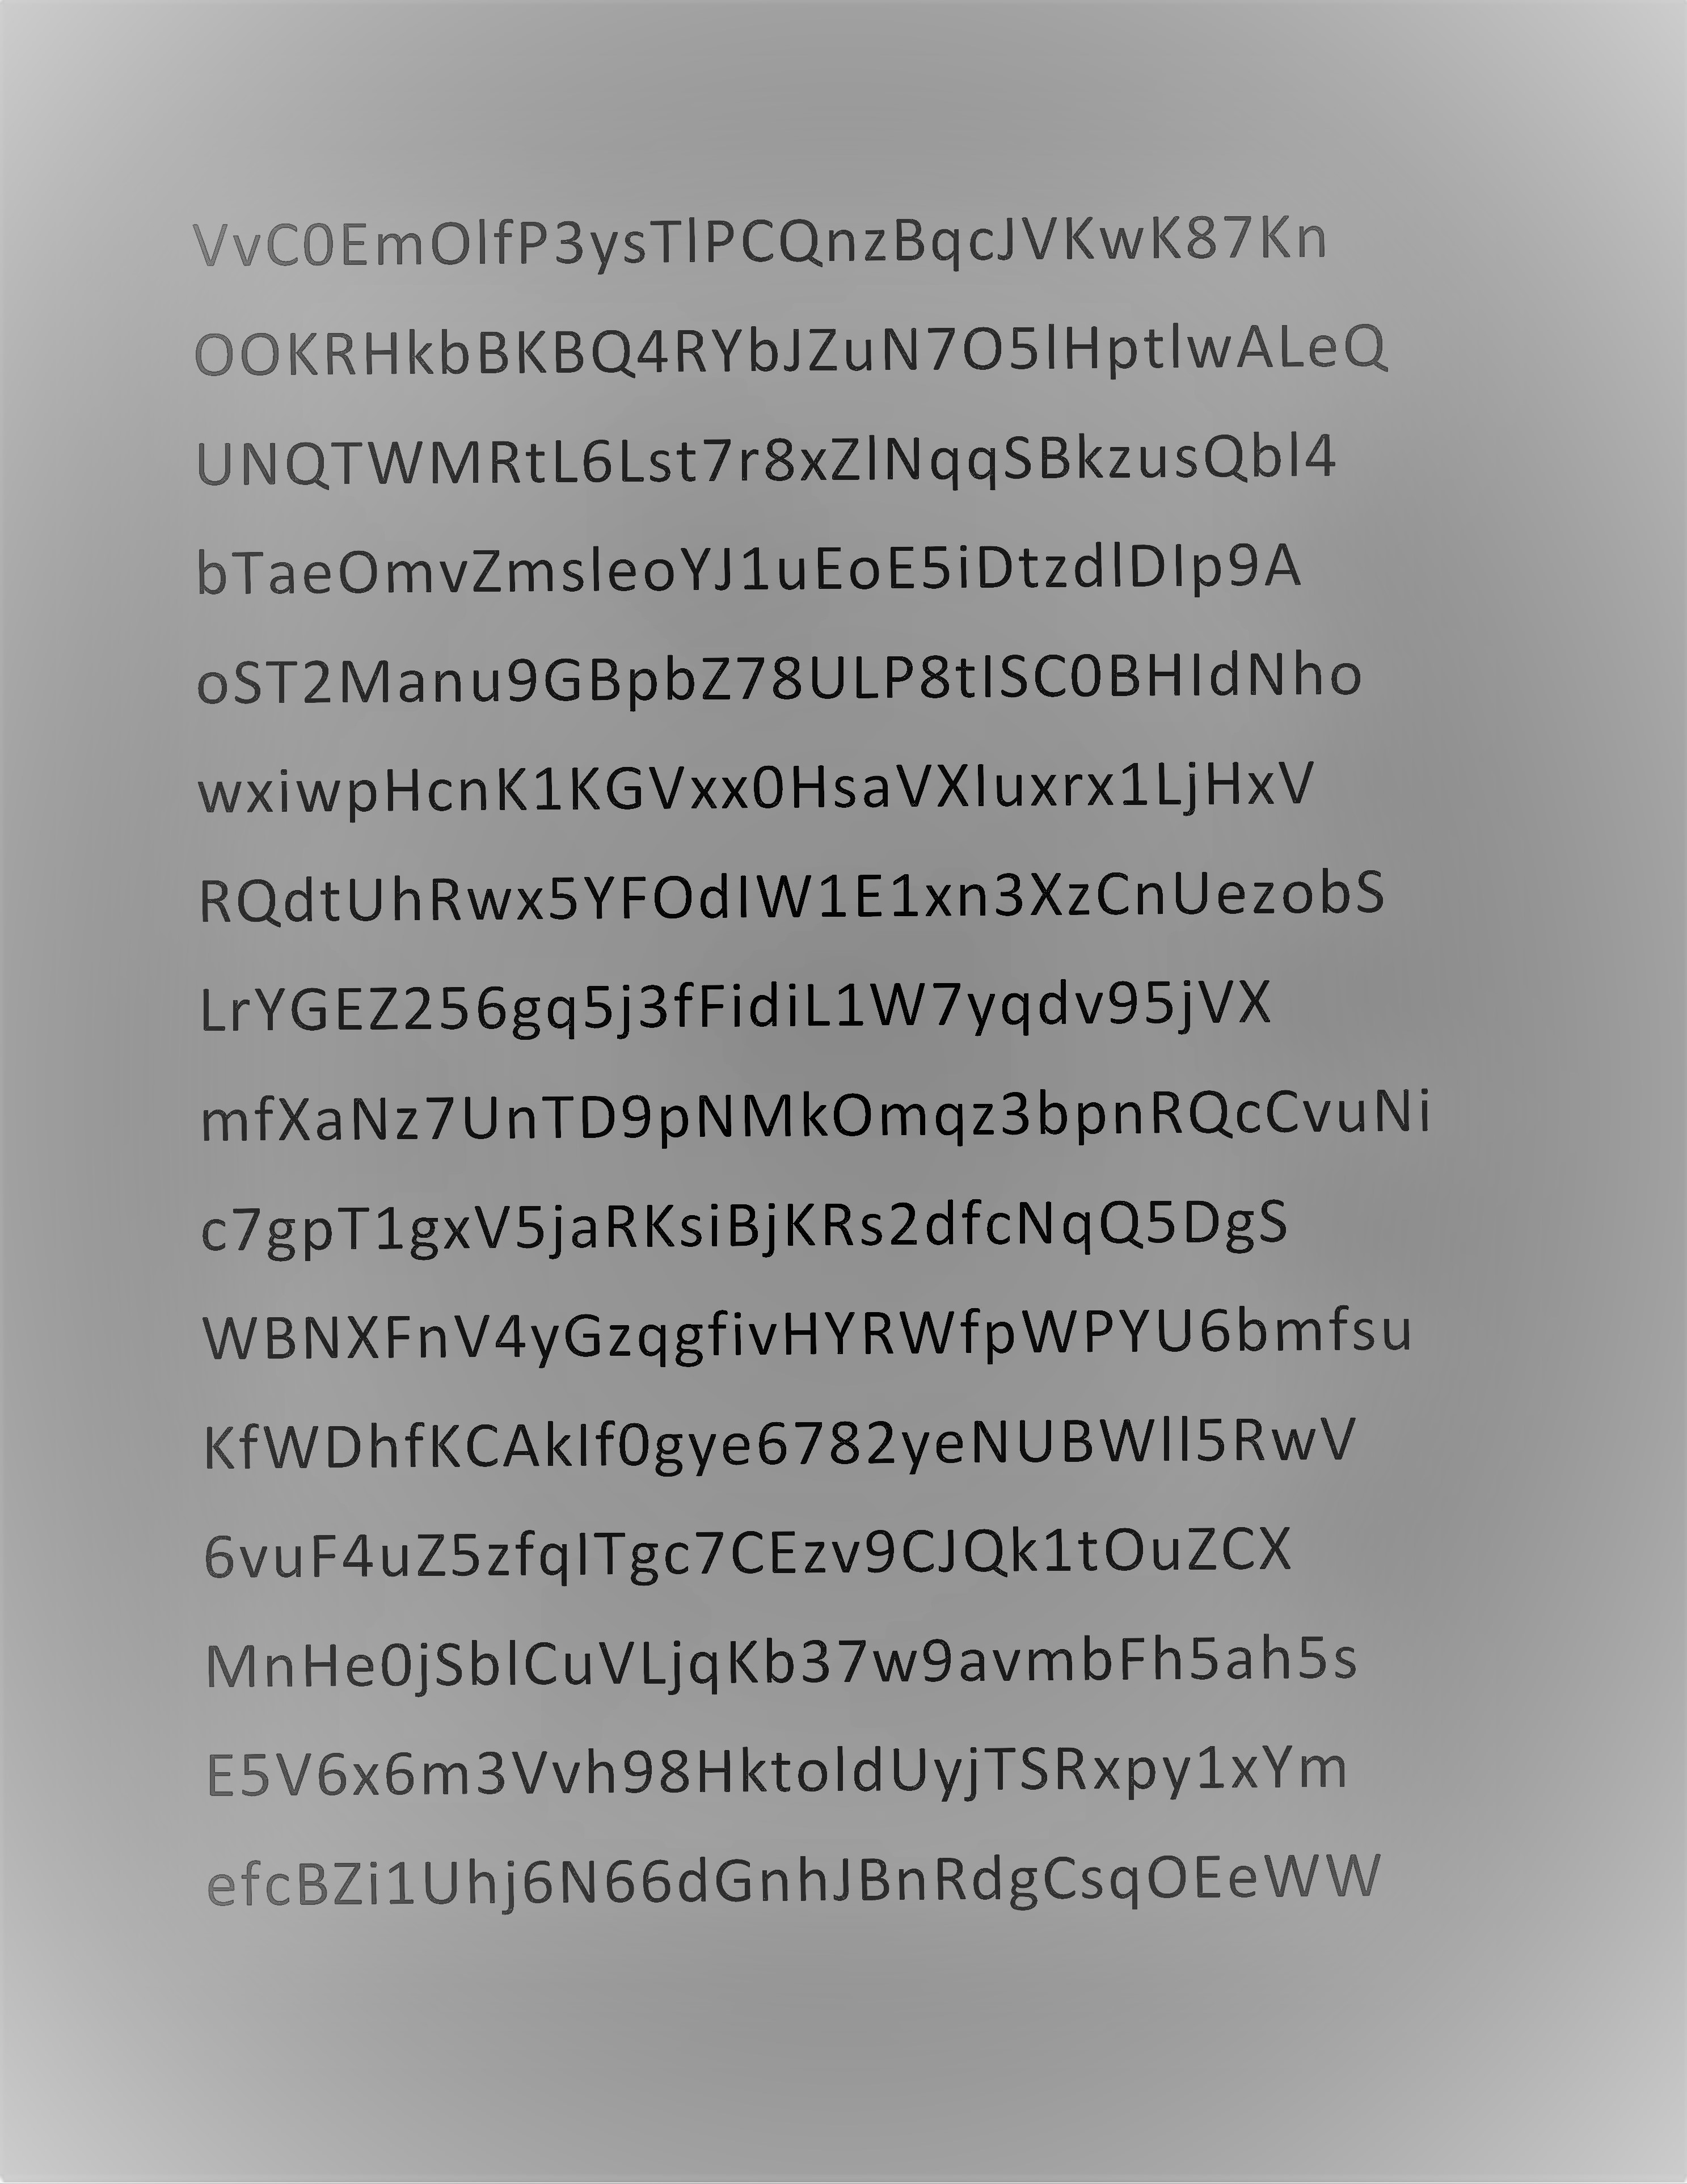 VvC0EmOlfP3ysTlPCQnzBqcJVKwK87Kn
OOKRHkbBKBQ4RYbJZuN7O5lHptlwALeQ
UNQTWMRtL6Lst7r8xZlNqqSBkzusQbl4
bTaeOmvZmsleoYJ1uEoE5iDtzdlDIp9A
oST2Manu9GBpbZ78ULP8tISC0BHIdNho
wxiwpHcnK1KGVxx0HsaVXIuxrx1LjHxV
RQdtUhRwx5YFOdIW1E1xn3XzCnUezobS
LrYGEZ256gq5j3fFidiL1W7yqdv95jVX
mfXaNz7UnTD9pNMkOmqz3bpnRQcCvuNi
c7gpT1gxV5jaRKsiBjKRs2dfcNqQ5DgS
WBNXFnV4yGzqgfivHYRWfpWPYU6bmfsu
KfWDhfKCAkIf0gye6782yeNUBWll5RwV
6vuF4uZ5zfqITgc7CEzv9CJQk1tOuZCX
MnHe0jSblCuVLjqKb37w9avmbFh5ah5s
E5V6x6m3Vvh98HktoldUyjTSRxpy1xYm
efcBZi1Uhj6N66dGnhJBnRdgCsqOEeWW